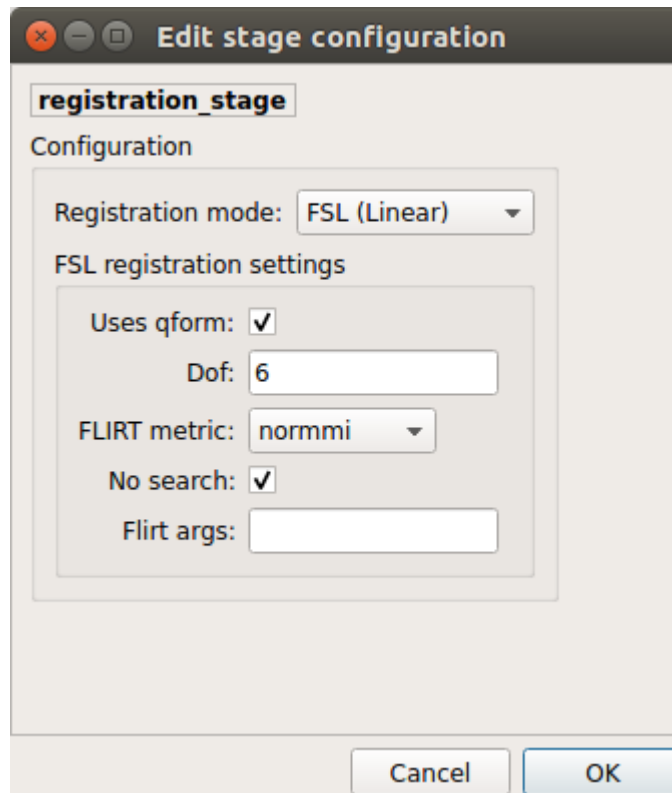 Edit stage configuration
registration_stage
Configuration
Registration mode: FSL (Linear)
FSL registration settings
Uses qform:
Dof: 6
FLIRT metric: normmi
No search:
Flirt args:
Cancel OK